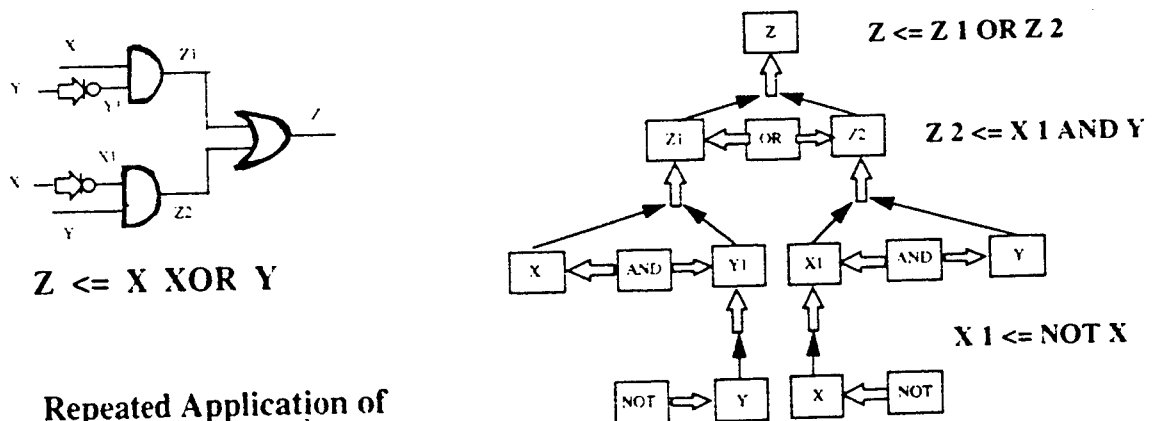 X
Z1
Y
Y1
Z
X1
X
Z2
Y
Z <= X XOR Y
Repeated Application of
Z
Z <= Z 1 OR Z 2
Z1
OR
Z2
Z 2 <= X 1 AND Y
X
AND
Y1
X1
AND
Y
X 1 <= NOT X
NOT
Y
X
NOT